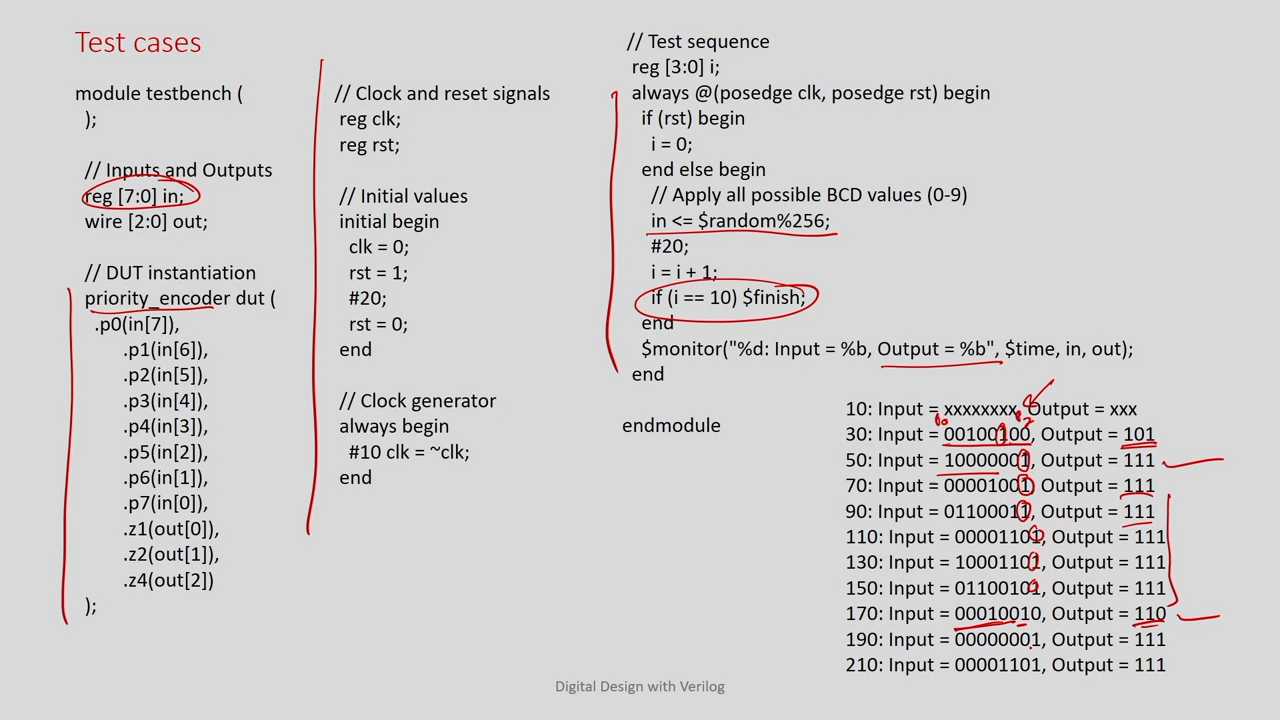 Test cases
module testbench (
);
// Inputs and Outputs
reg [7:0] in;
wire [2:0] out;
// DUT instantiation
priority_encoder dut (
.p0(in[7]),
.p1(in[6]),
.p2(in[5]),
.p3(in[4]),
.p4(in[3]),
.p5(in[2]),
.p6(in[1]),
.p7(in[0]),
.z1(out[0]),
.z2(out[1]),
.z4(out[2])
);
// Clock and reset signals
reg clk;
reg rst;
// Initial values
initial begin
clk = 0;
rst = 1;
#20;
rst = 0;
end
// Clock generator
always begin
#10 clk = ~clk;
end
// Test sequence
reg [3:0] i;
always @(posedge clk, posedge rst) begin
if (rst) begin
i = 0;
end else begin
// Apply all possible BCD values (0-9)
in <= $random%256;
#20;
i = i + 1;
if (i == 10) $finish;
end
$monitor("%d: Input = %b, Output = %b", $time, in, out);
end
endmodule
10: Input = xxxxxxxx, Output = xxx
30: Input = 00100100, Output = 101
50: Input = 10000001, Output = 111
70: Input = 00001001, Output = 111
90: Input = 01100011, Output = 111
110: Input = 00001101, Output = 111
130: Input = 10001101, Output = 111
150: Input = 01100101, Output = 111
170: Input = 00010010, Output = 110
190: Input = 00000001, Output = 111
210: Input = 00001101, Output = 111
Digital Design with Verilog